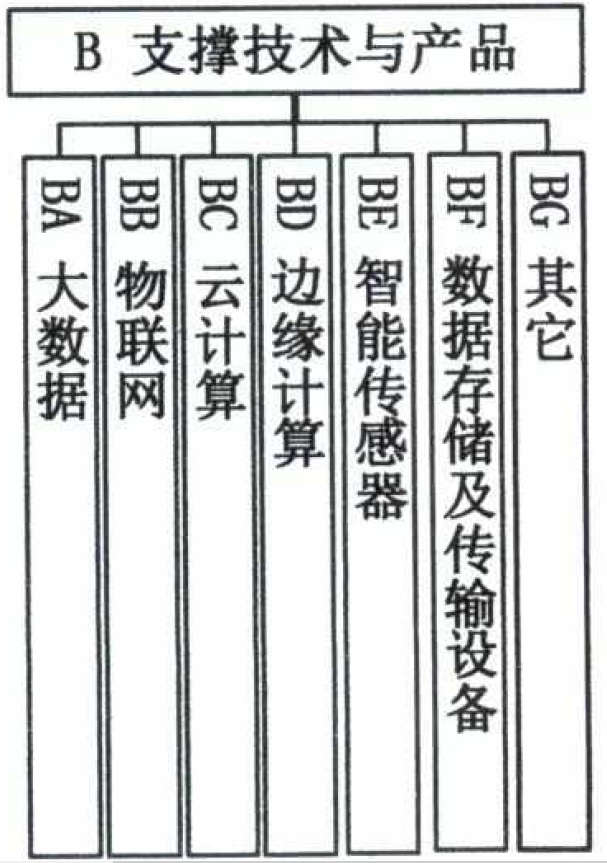 B 支撑技术与产品
BA 大数据
BB 物联网
BC 云计算
BD 边缘计算
BE 智能传感器
BF 数据存储及传输设备
BG 其它